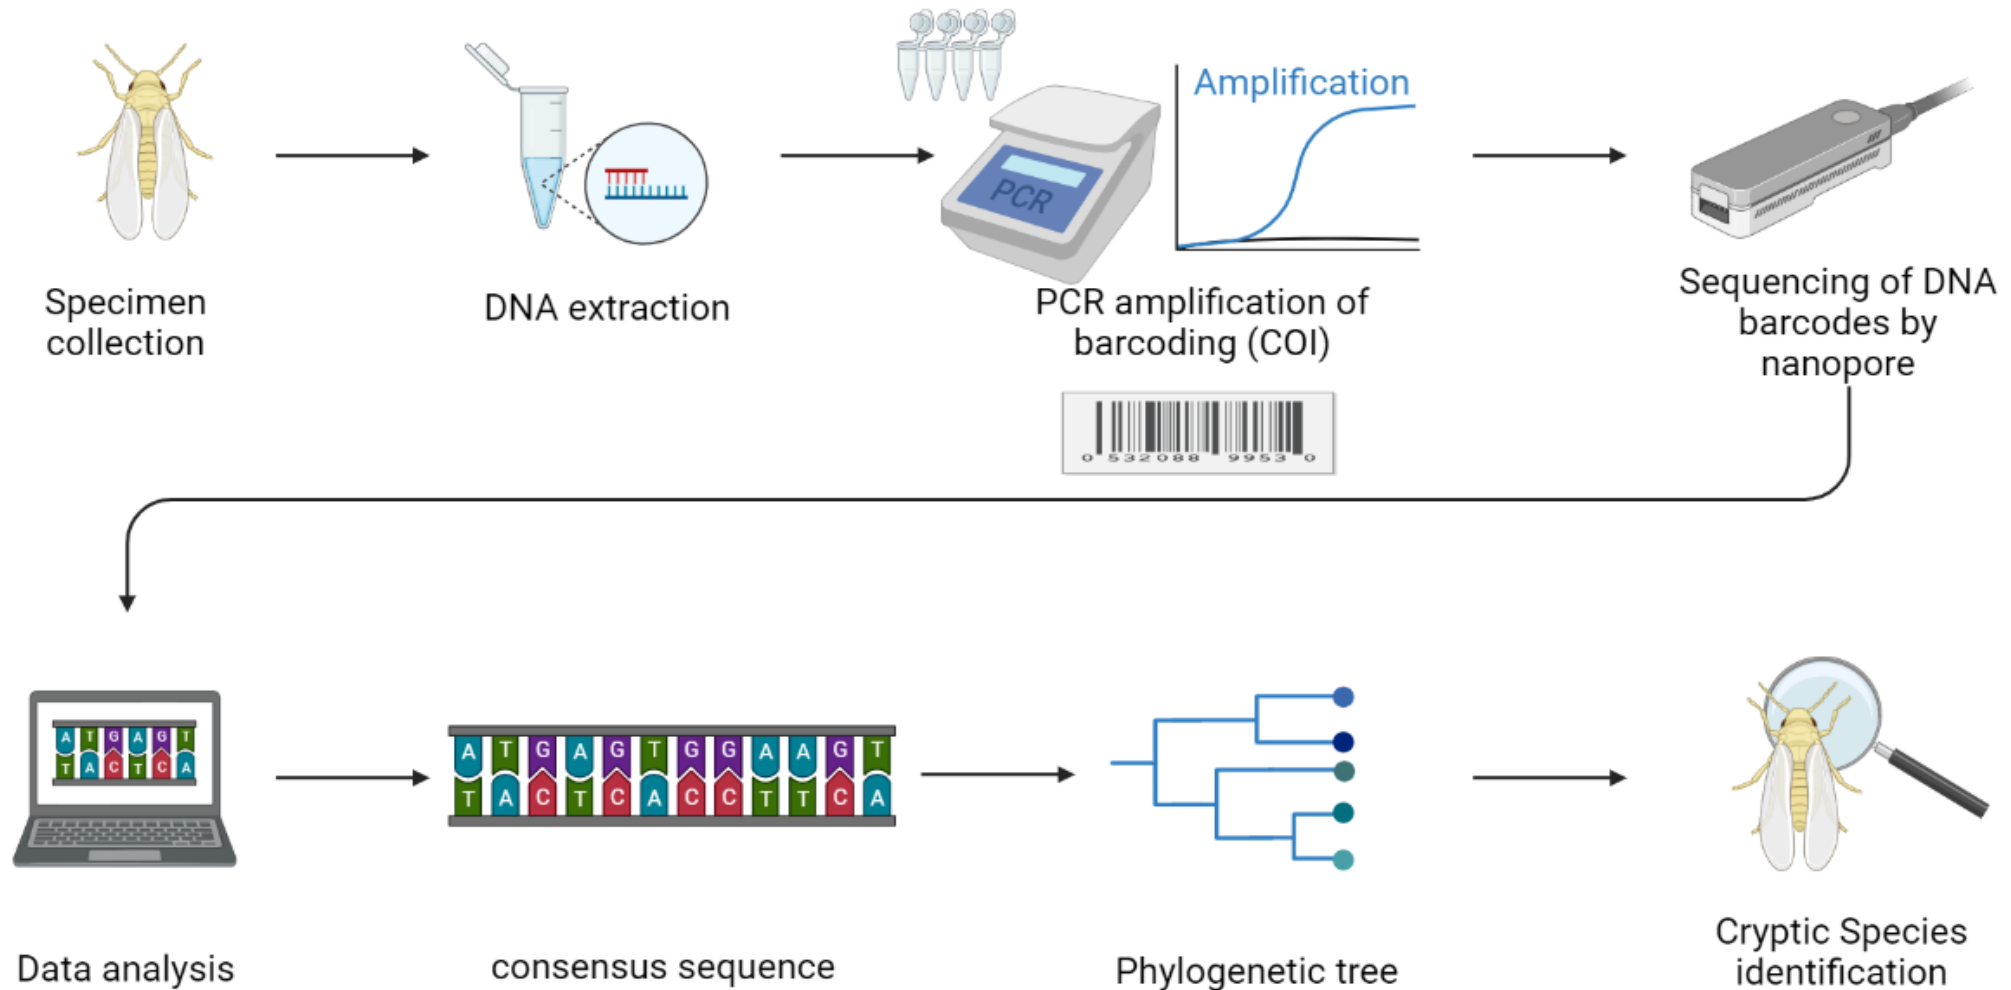 Amplification
PCR
Specimen
collection
DNA extraction
PCR amplification of
barcoding (COI)
Sequencing of DNA
barcodes by
nanopore
0 532088 9953 0
A T G A G T
T A C T C A
A T G A G T G G A A G T
T A C T C A C C T T C A
Data analysis
consensus sequence
Phylogenetic tree
Cryptic Species
identification